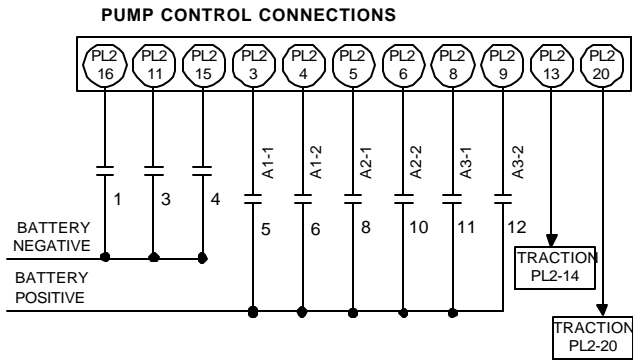 PUMP CONTROL CONNECTIONS
PL2 16
PL2 11
PL2 15
PL2 3
PL2 4
PL2 5
PL2 6
PL2 8
PL2 9
PL2 13
PL2 20
A1-1
A1-2
A2-1
A2-2
A3-1
A3-2
1
3
4
5
6
8
10
11
12
BATTERY
NEGATIVE
BATTERY
POSITIVE
TRACTION
PL2-14
TRACTION
PL2-20